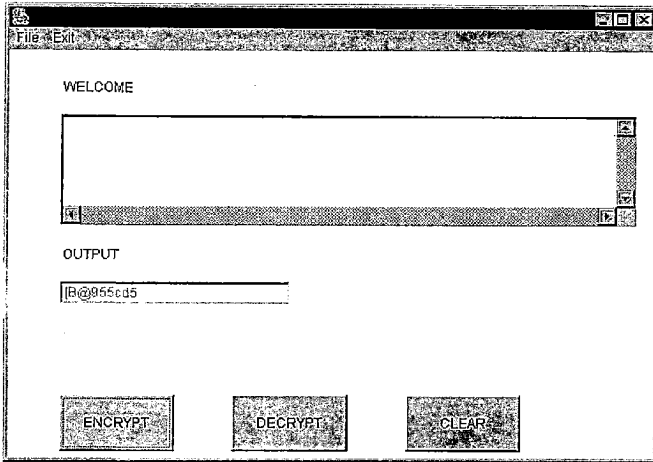 File Exit
WELCOME
OUTPUT
[B@955cd5
ENCRYPT DECRYPT CLEAR